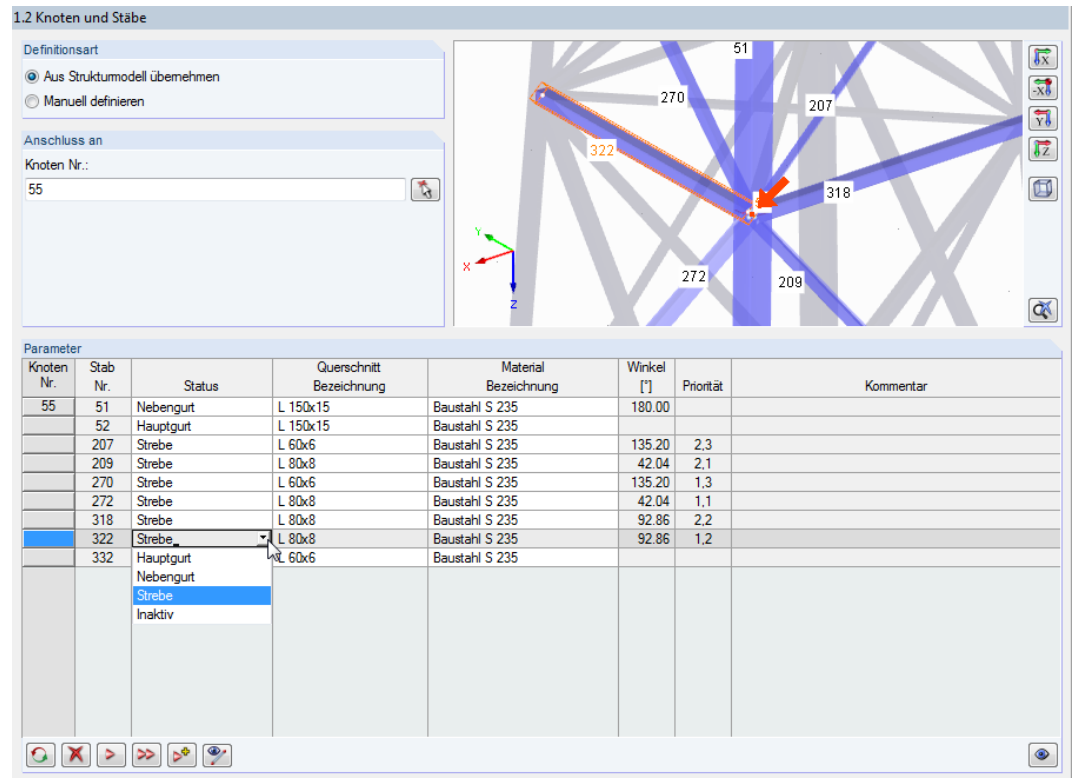 1.2 Knoten und Stäbe
Definitionsart
Aus Strukturmodell übernehmen
Manuell definieren
Anschluss an
Knoten Nr.:
55
51
270
207
322
318
272
209
Y
X
Z
X
-X
Y
Z
Parameter
Knoten Stab Querschnitt Material Winkel
Nr. Nr. Status Bezeichnung Bezeichnung [°] Priorität Kommentar
55 51 Nebengurt L 150x15 Baustahl S 235 180.00
52 Hauptgurt L 150x15 Baustahl S 235
207 Strebe L 60x6 Baustahl S 235 135.20 2,3
209 Strebe L 80x8 Baustahl S 235 42.04 2,1
270 Strebe L 60x6 Baustahl S 235 135.20 1,3
272 Strebe L 80x8 Baustahl S 235 42.04 1,1
318 Strebe L 80x8 Baustahl S 235 92.86 2,2
322 Strebe L 80x8 Baustahl S 235 92.86 1,2
332 Hauptgurt L 60x6 Baustahl S 235
Nebengurt
Strebe
Inaktiv